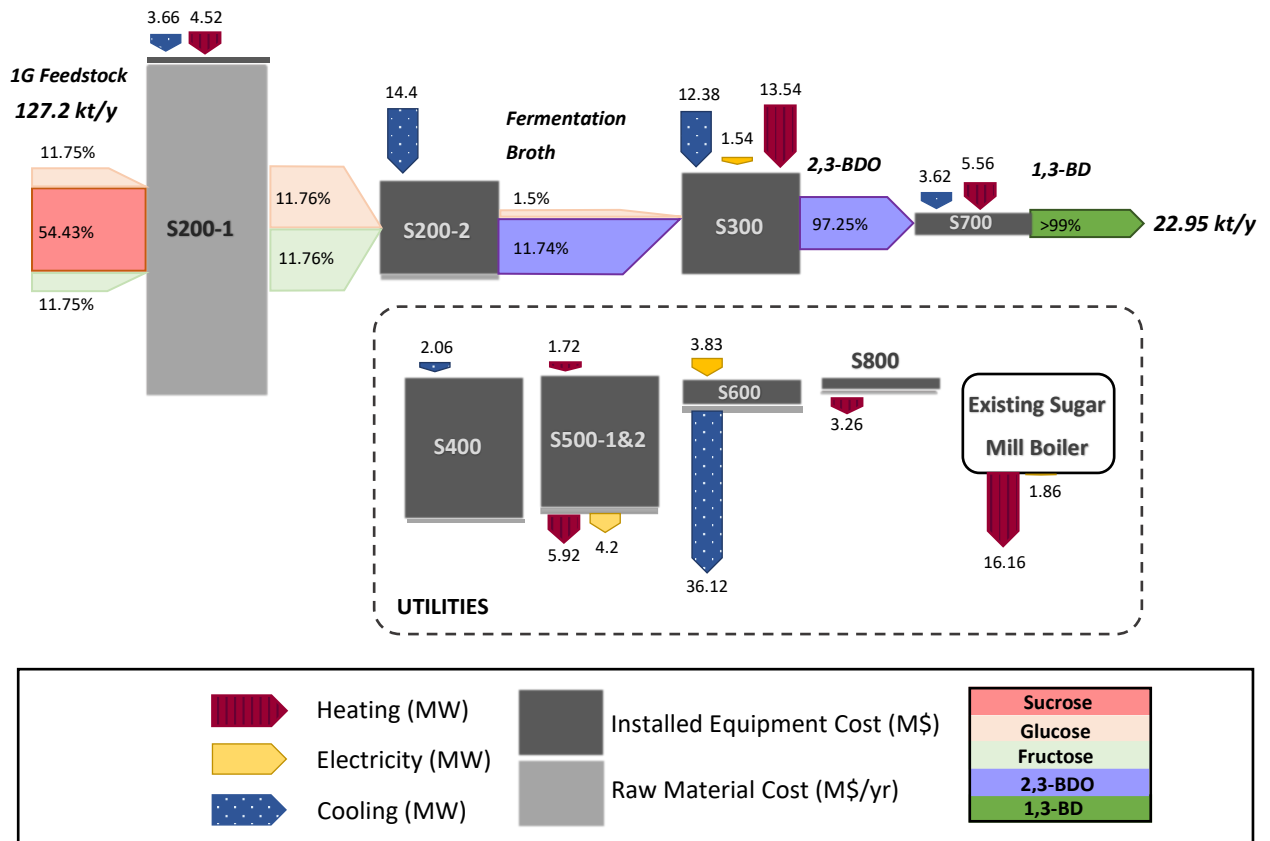 3.66
4.52
1G Feedstock
127.2 kt/y
11.75%
54.43%
11.75%
S200-1
11.76%
11.76%
14.4
S200-2
Fermentation
Broth
1.5%
11.74%
12.38
1.54
13.54
S300
2,3-BDO
97.25%
3.62
5.56
S700
1,3-BD
>99%
22.95 kt/y
2.06
S400
1.72
S500-1&2
5.92
4.2
3.83
S600
36.12
S800
3.26
Existing Sugar
Mill Boiler
1.86
16.16
UTILITIES
Heating (MW)
Electricity (MW)
Cooling (MW)
Installed Equipment Cost (M$)
Raw Material Cost (M$/yr)
Sucrose
Glucose
Fructose
2,3-BDO
1,3-BD